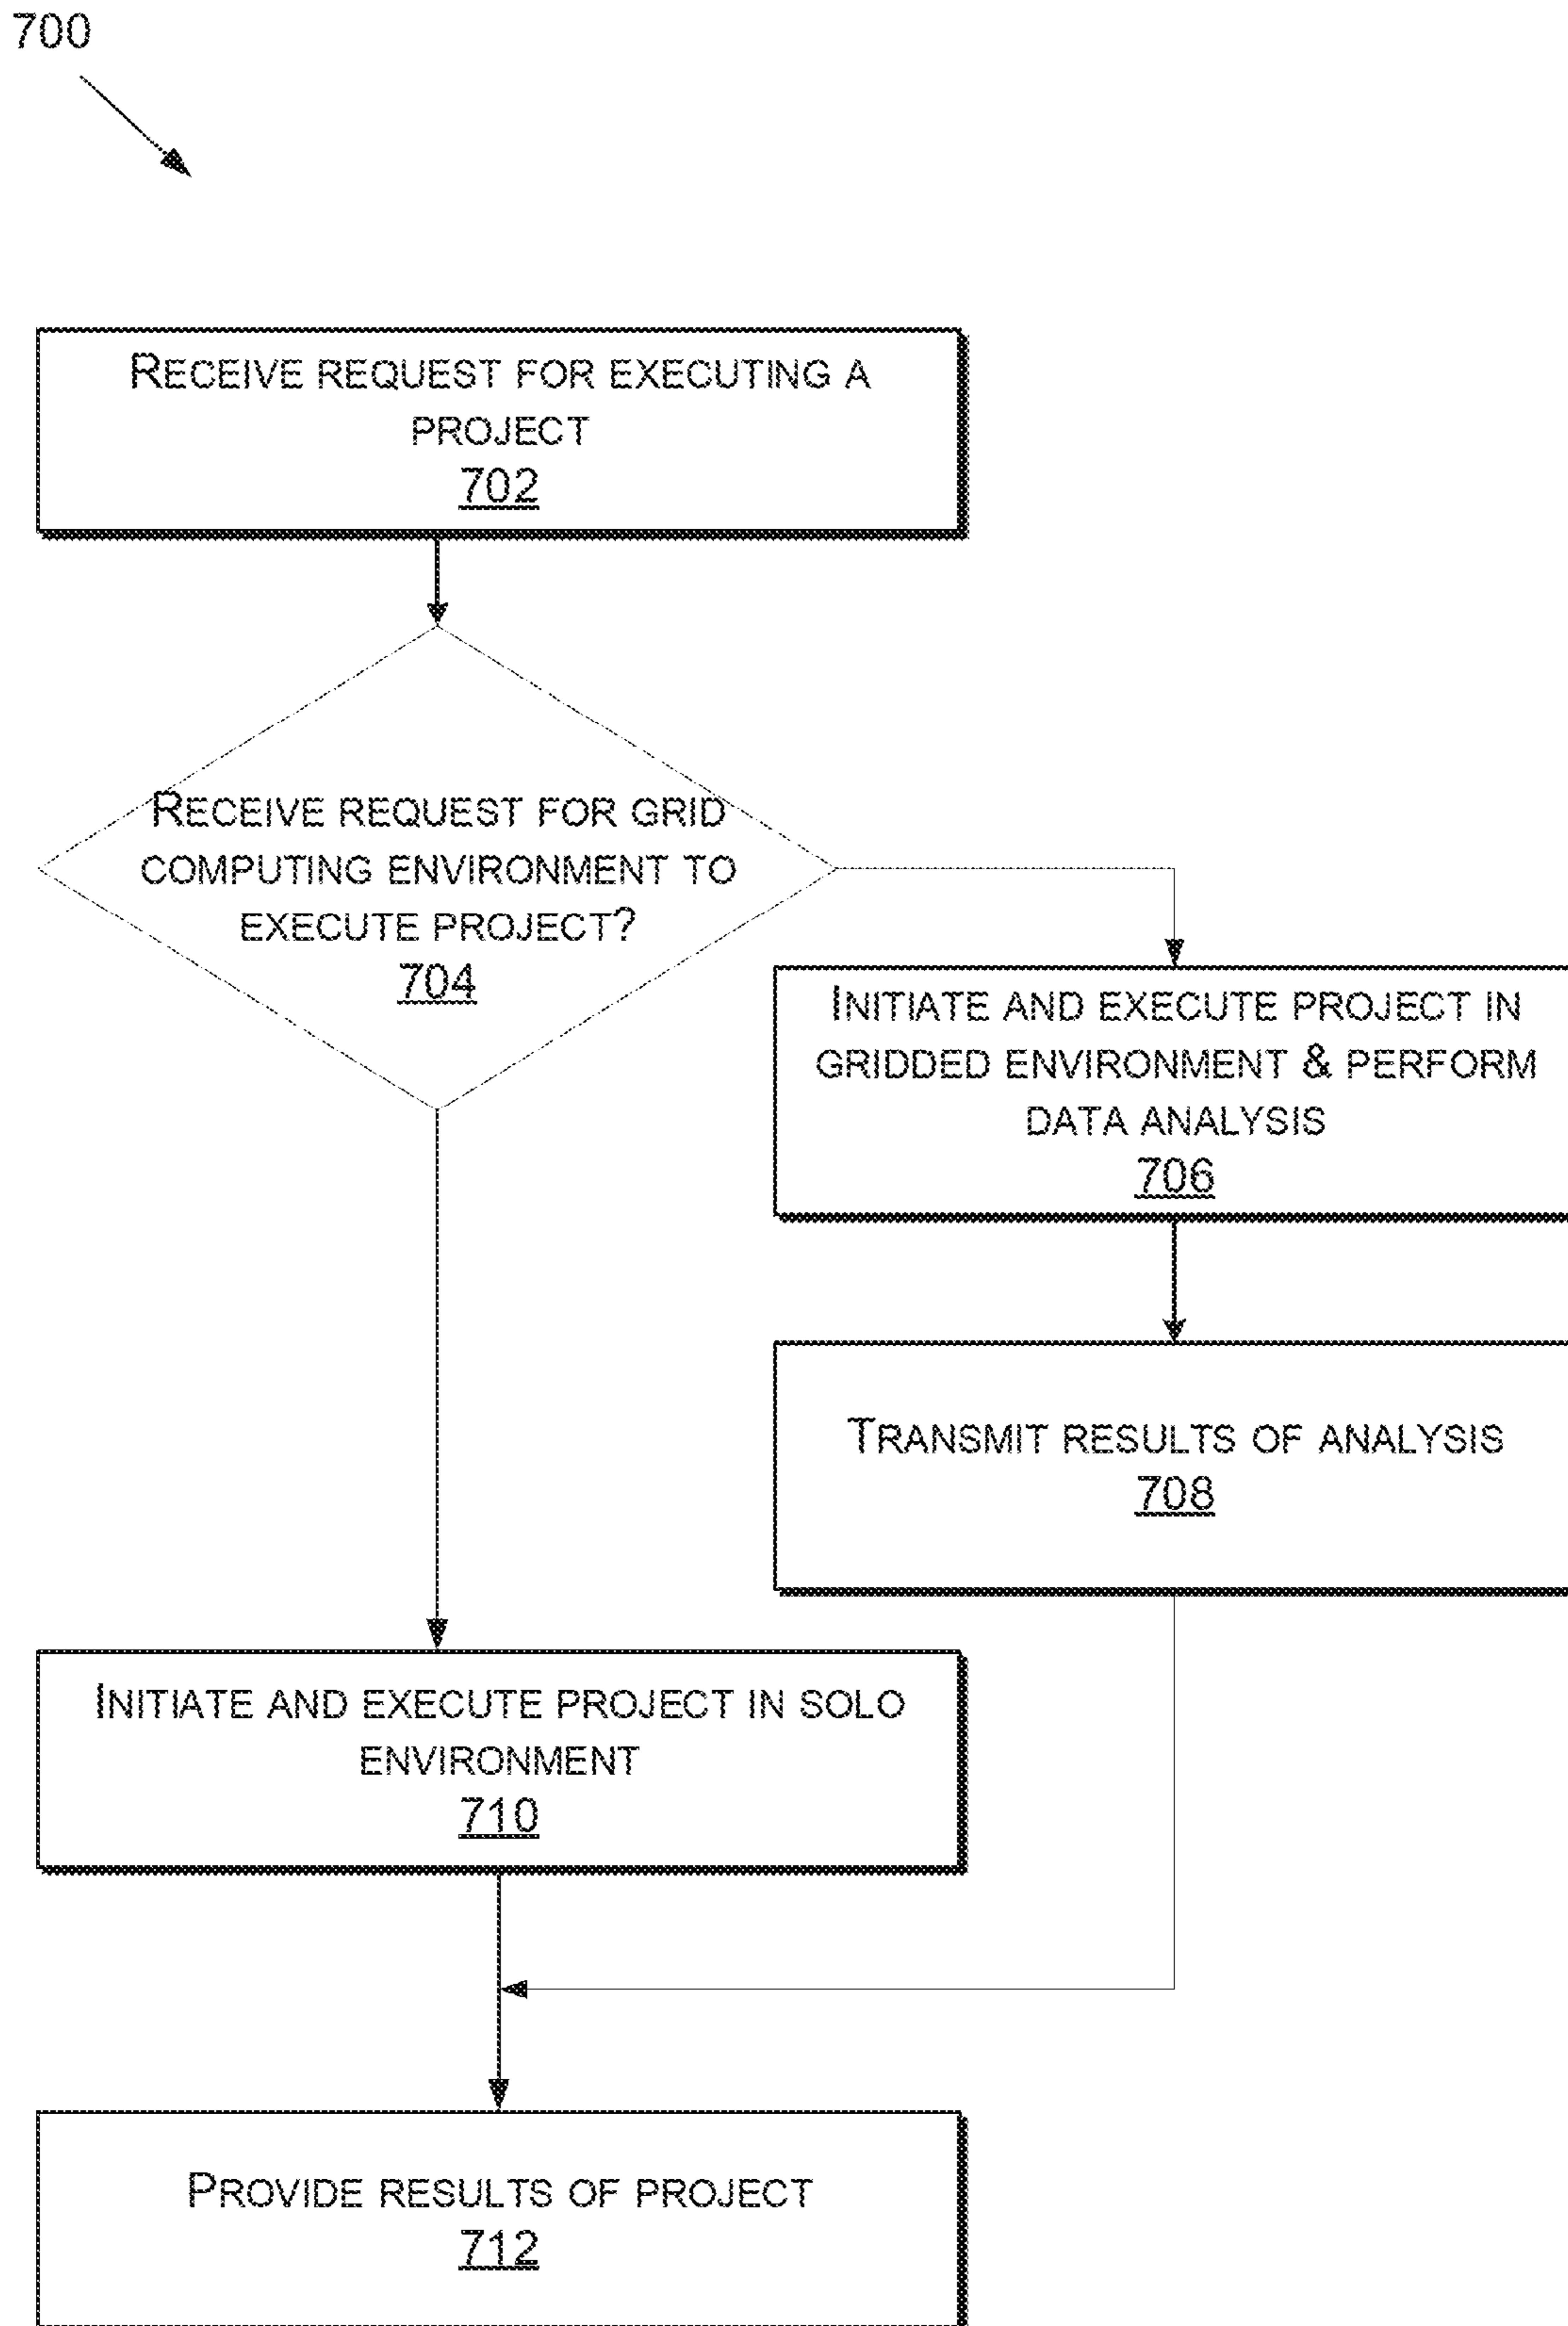 700
RECEIVE REQUEST FOR EXECUTING A
PROJECT
702
RECEIVE REQUEST FOR GRID
COMPUTING ENVIRONMENT TO
EXECUTE PROJECT?
704
INITIATE AND EXECUTE PROJECT IN
GRIDDED ENVIRONMENT & PERFORM
DATA ANALYSIS
706
TRANSMIT RESULTS OF ANALYSIS
708
INITIATE AND EXECUTE PROJECT IN SOLO
ENVIRONMENT
710
PROVIDE RESULTS OF PROJECT
712